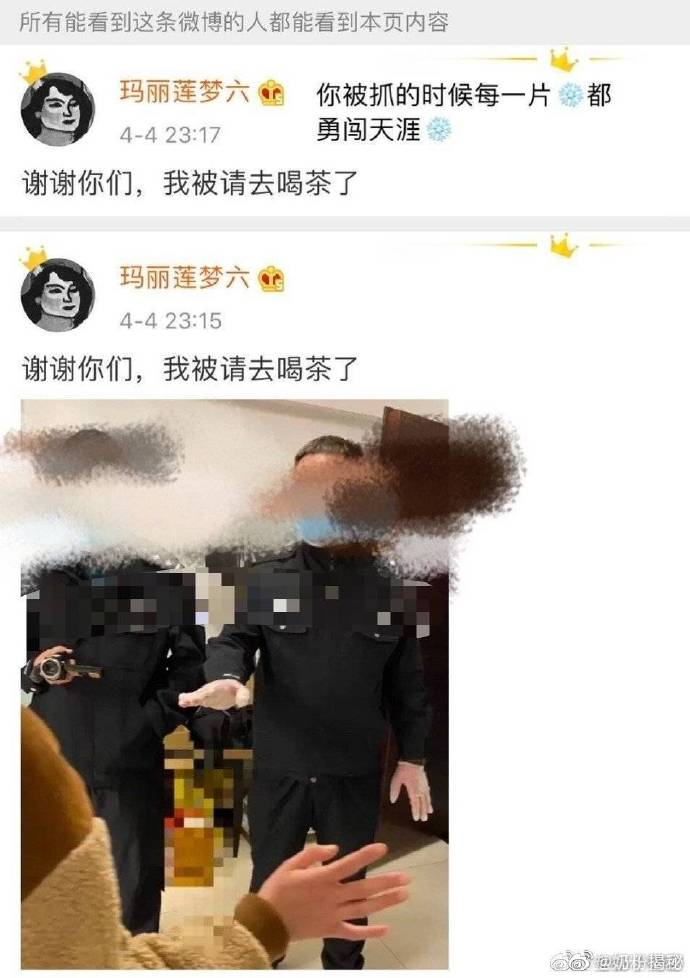 所有能看到这条微博的人都能看到本页内容
玛丽莲梦六
你被抓的时候每一片❄️都
勇闯天涯❄️
4-4 23:17
谢谢你们，我被请去喝茶了
玛丽莲梦六
4-4 23:15
谢谢你们，我被请去喝茶了
@奶粉揭秘